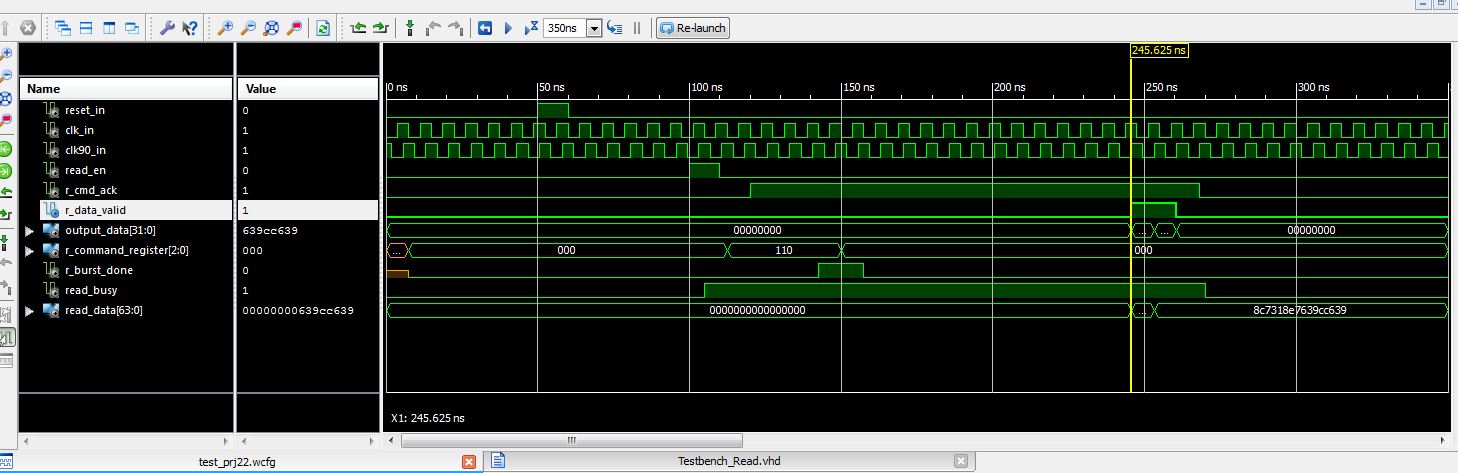 350ns Re-launch
245.625 ns
Name Value
0 ns 50 ns 100 ns 150 ns 200 ns 250 ns 300 ns
reset_in 0
clk_in 1
clk90_in 1
read_en 0
r_cmd_ack 1
r_data_valid 1
output_data[31:0] 639cc639 00000000 ... ... 00000000
r_command_register[2:0] 000 ... 000 110 000
r_burst_done 0
read_busy 1
read_data[63:0] 00000000639cc639 0000000000000000 ... 8c7318e7639cc639
X1: 245.625 ns
test_prj22.wcfg Testbench_Read.vhd